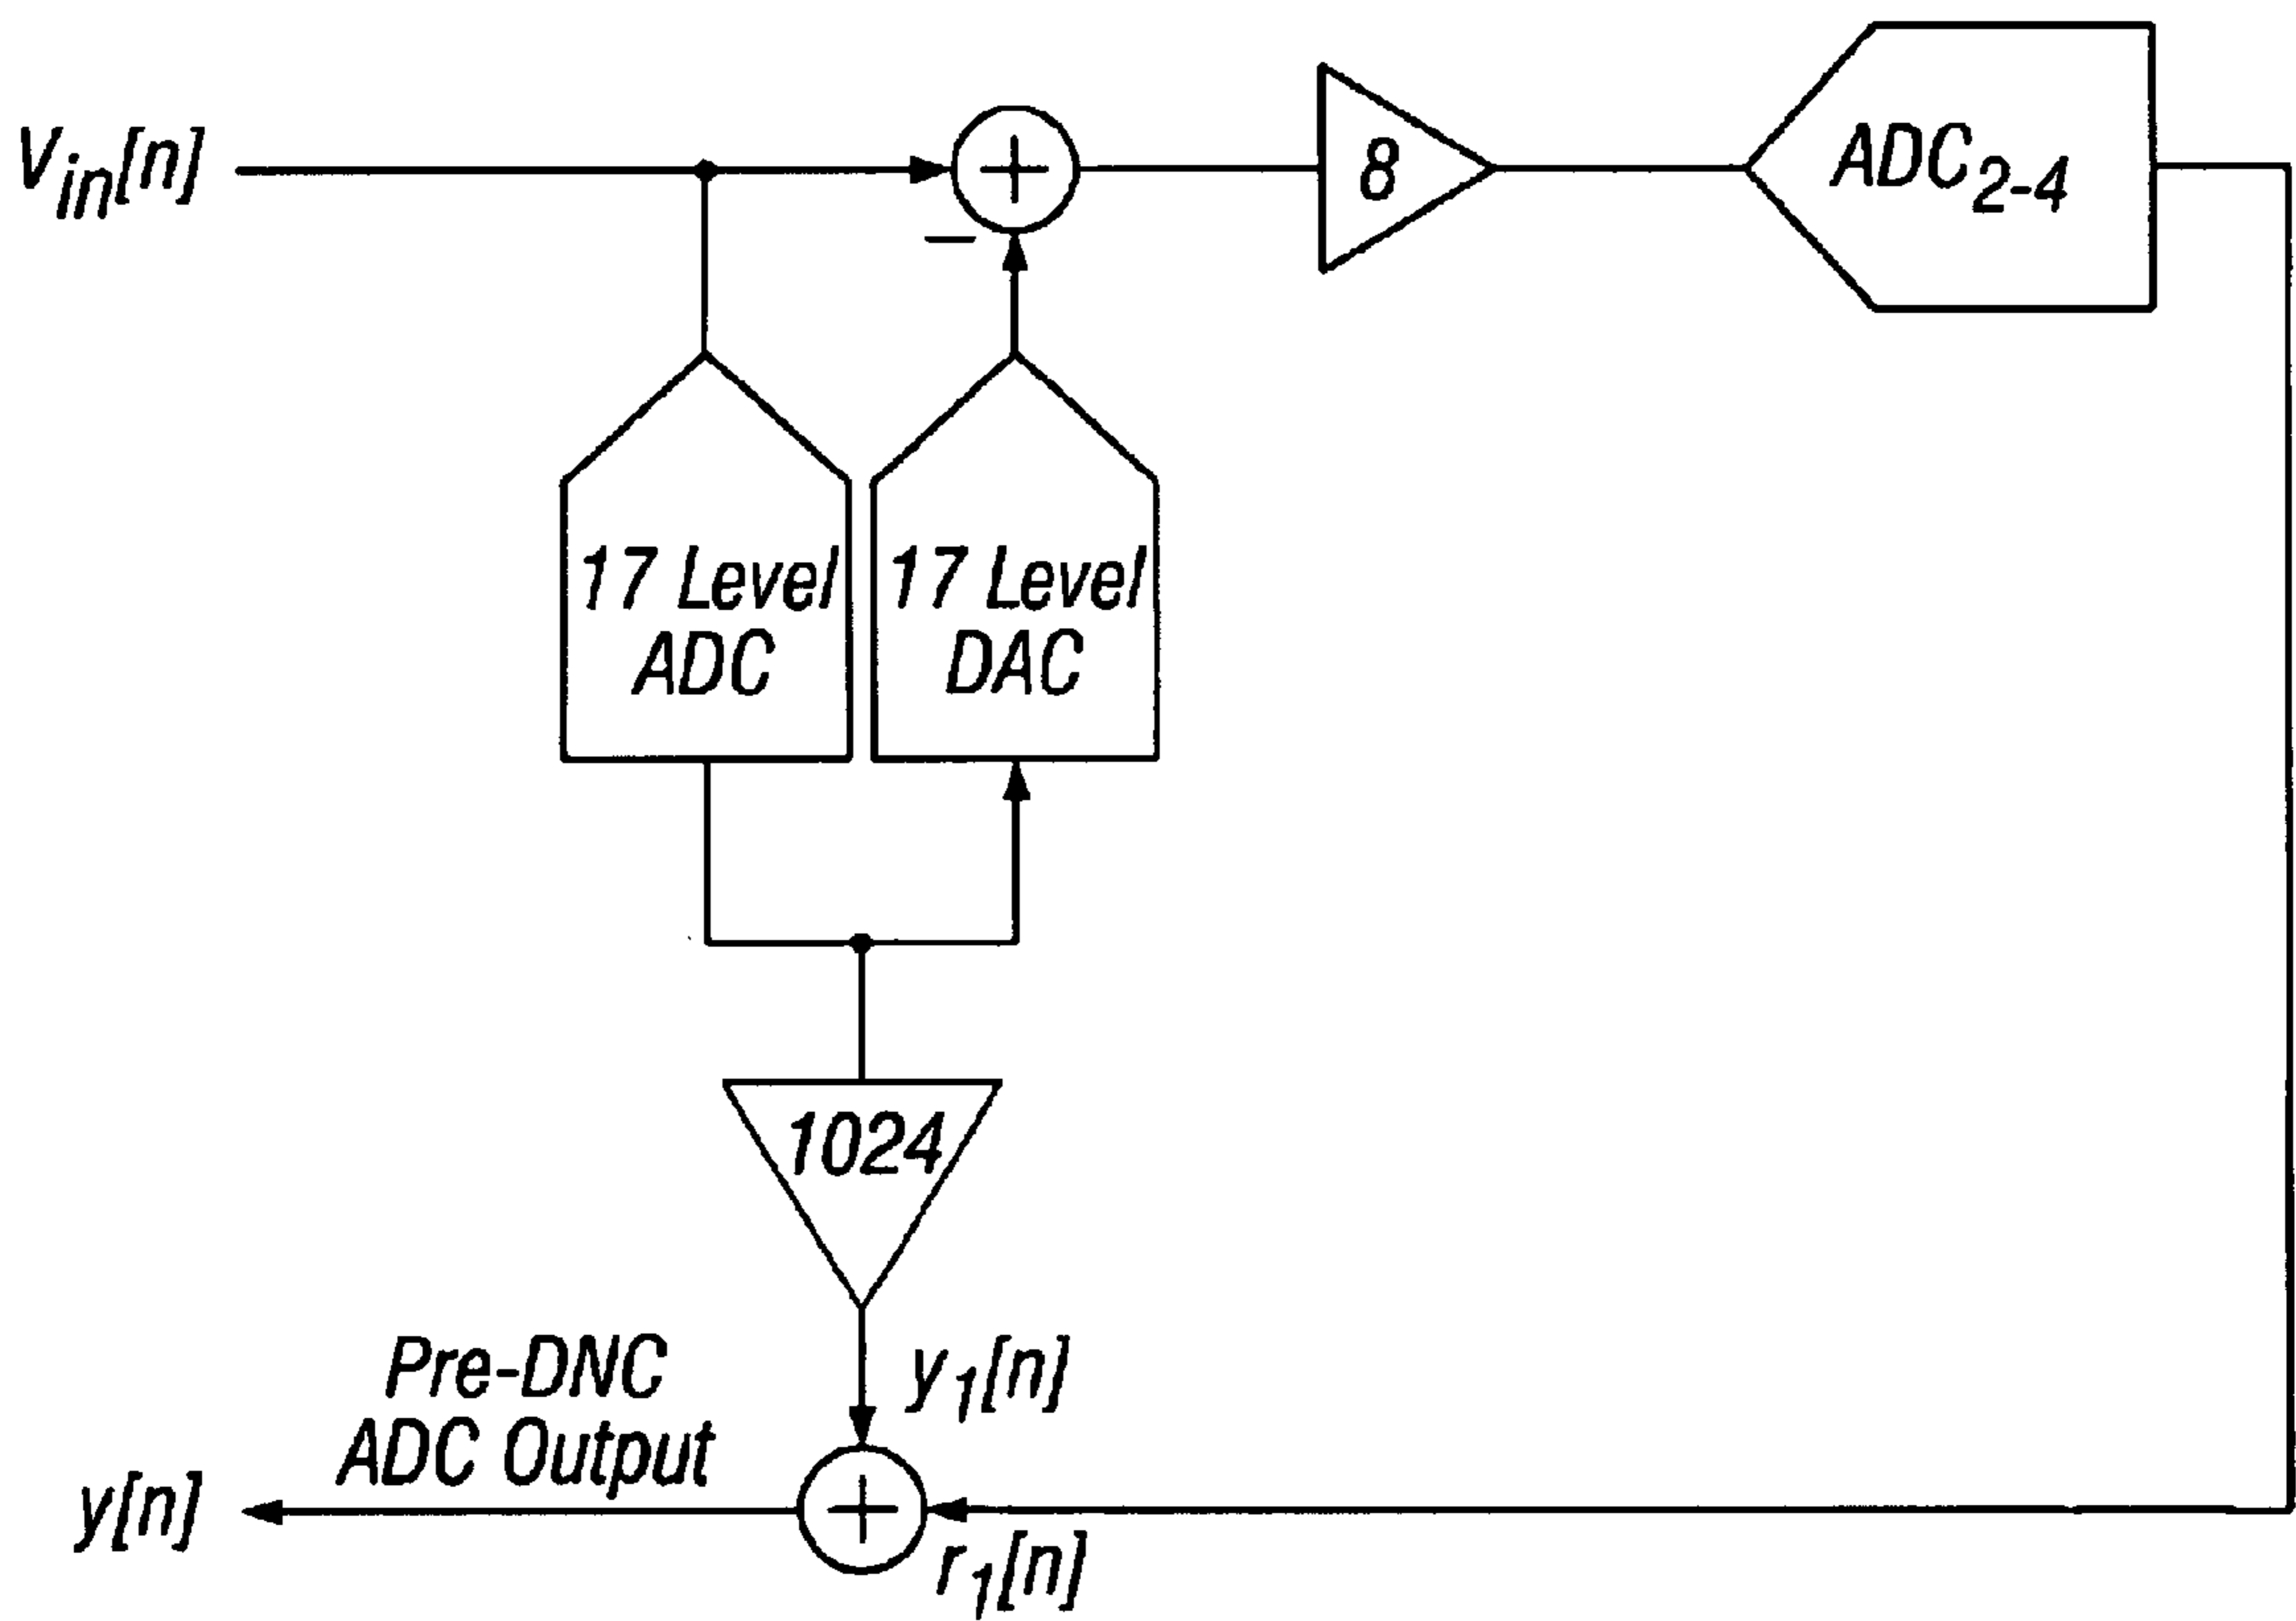 V_in[n]
8
ADC_2-4
17 Level
ADC
17 Level
DAC
1024
y_1[n]
Pre-DNC
ADC Output
y[n]
r_1[n]